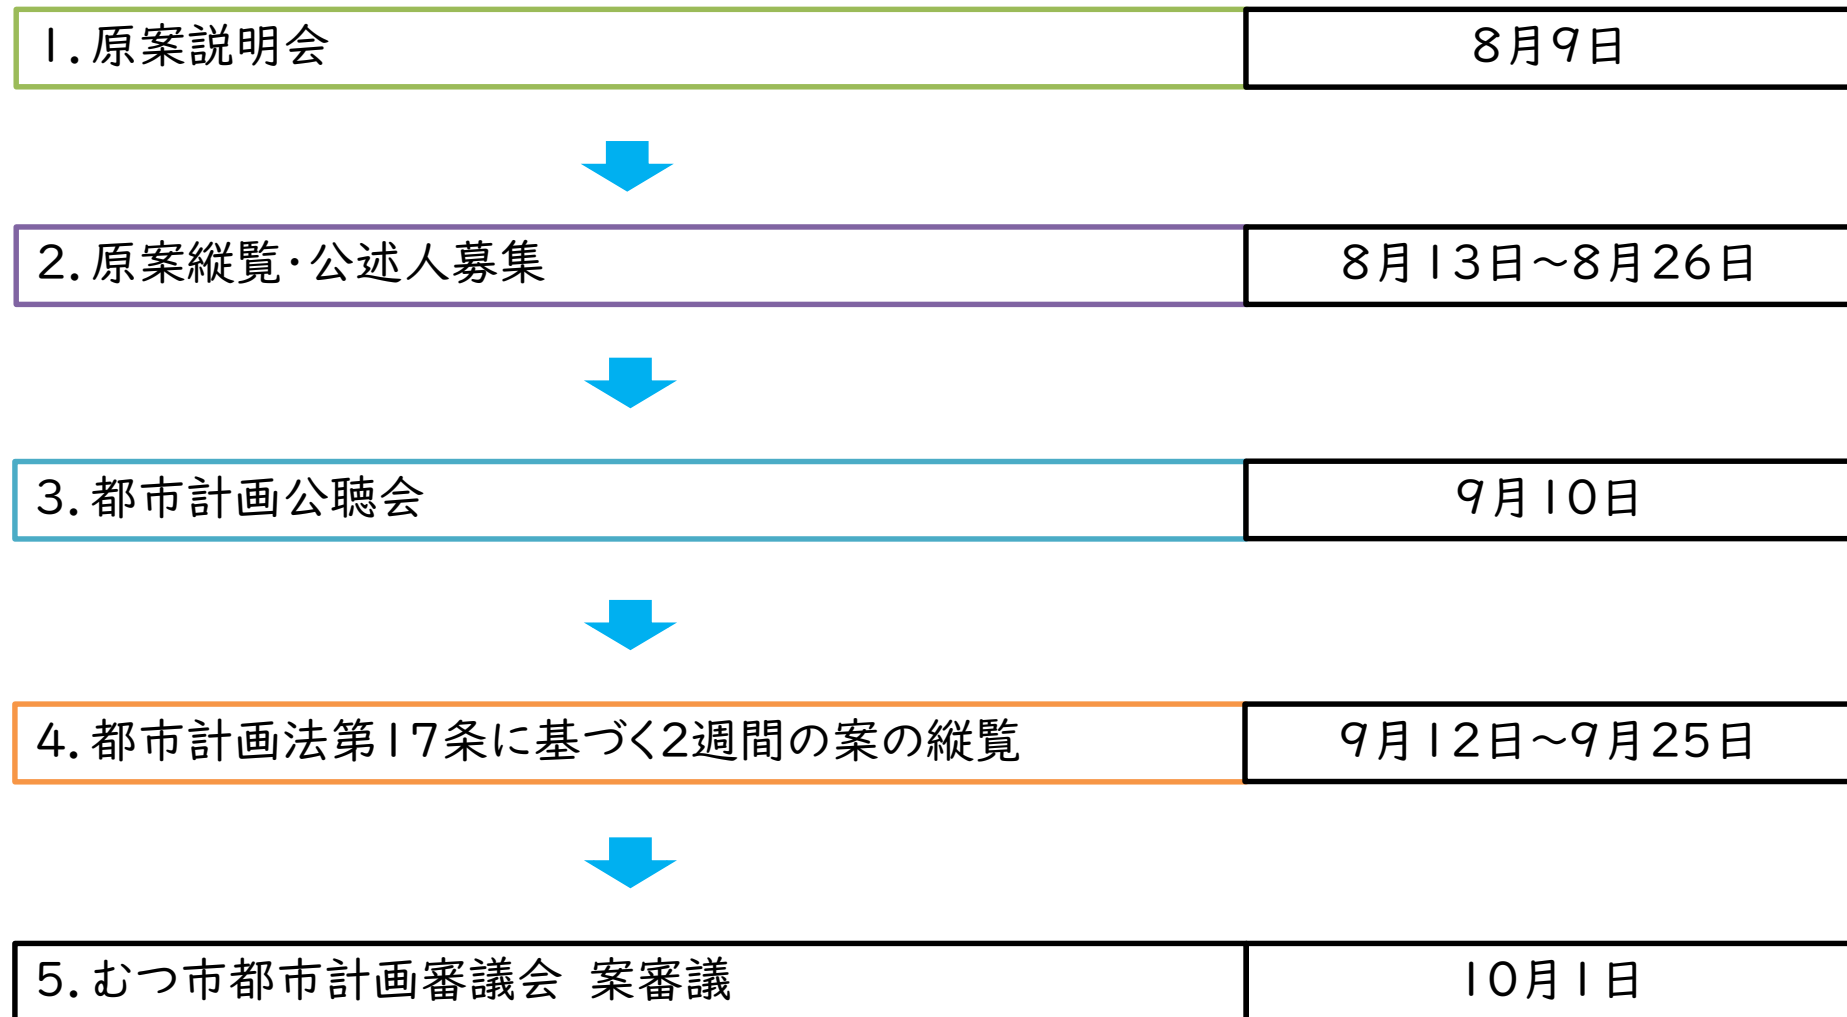 1.原案説明会
8月9日
2.原案縦覧・公述人募集
8月13日～8月26日
3.都市計画公聴会
9月10日
4.都市計画法第17条に基づく2週間の案の縦覧
9月12日～9月25日
5.むつ市都市計画審議会 案審議
10月1日